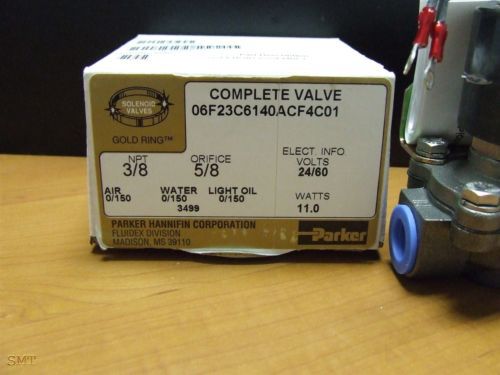 COMPLETE VALVE
06F23C6140ACF4C01
SOLENOID
VALVES
GOLD RING™
NPT
3/8
ORIFICE
5/8
ELECT. INFO
VOLTS
24/60
AIR
0/150
WATER
0/150
LIGHT OIL
0/150
WATTS
11.0
3499
PARKER HANNIFIN CORPORATION
FLUIDEX DIVISION
MADISON, MS 39110
Parker
SMT